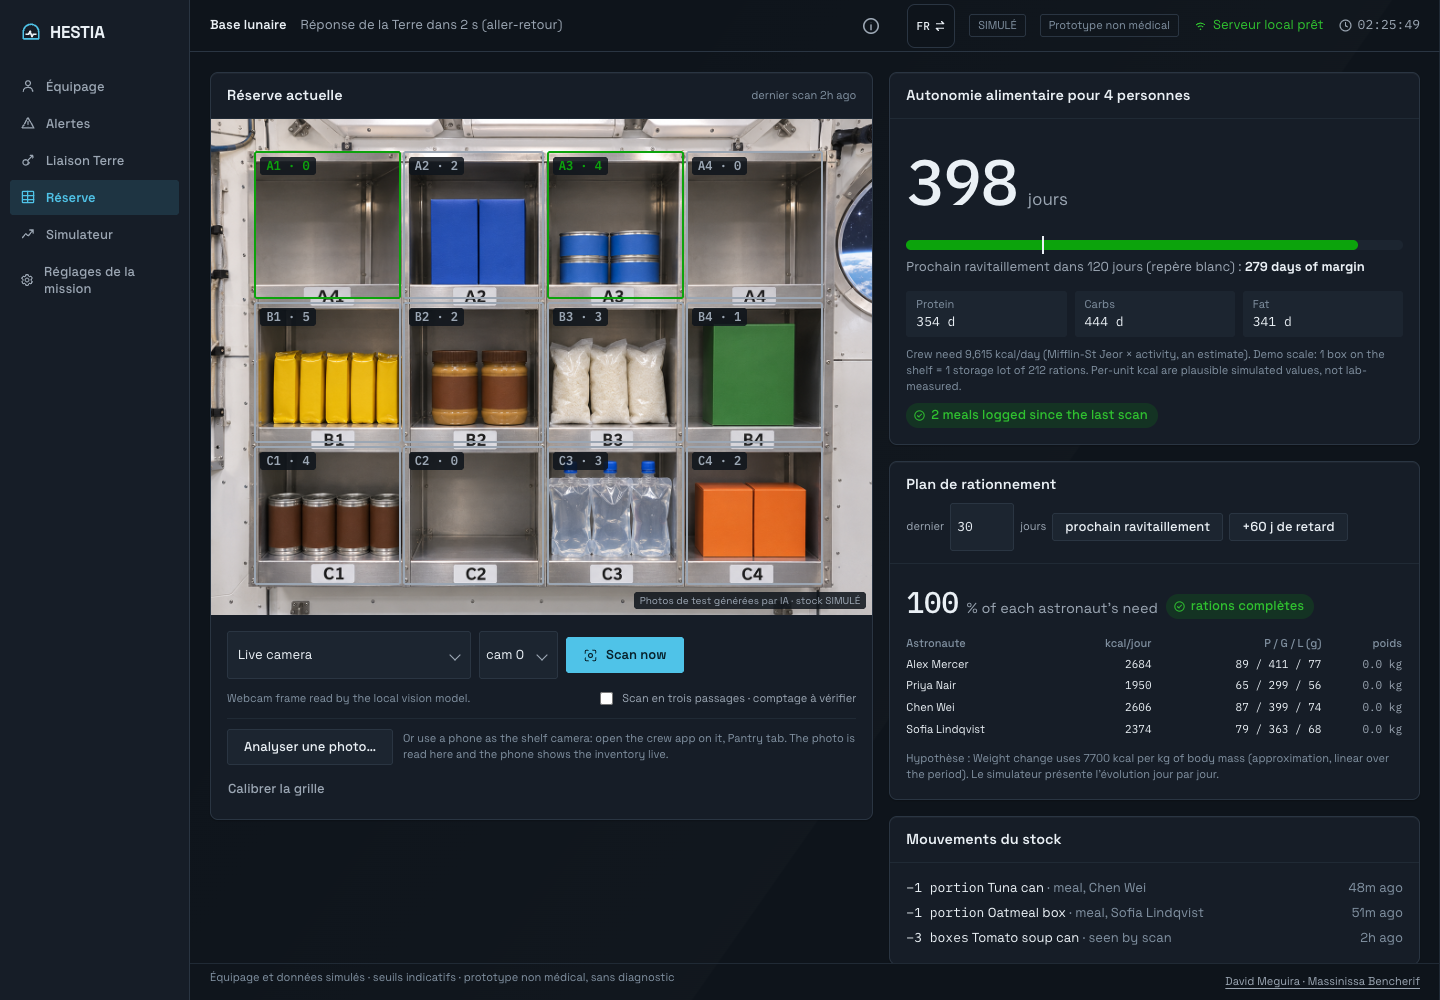 HESTIA
Équipage
Alertes
Liaison Terre
Réserve
Simulateur
Réglages de la
mission
Base lunaire
Réponse de la Terre dans 2 s (aller-retour)
FR
SIMULÉ
Prototype non médical
Serveur local prêt
02:25:49
Réserve actuelle
dernier scan 2h ago
A1 · 0
A2 · 2
A3 · 4
A4 · 0
A1
A2
A3
A4
B1 · 5
B2 · 2
B3 · 3
B4 · 1
B1
B2
B3
B4
C1 · 4
C2 · 0
C3 · 3
C4 · 2
C1
C2
C3
C4
Photos de test générées par IA · stock SIMULÉ
Live camera
cam 0
Scan now
Webcam frame read by the local vision model.
Scan en trois passages · comptage à vérifier
Analyser une photo...
Or use a phone as the shelf camera: open the crew app on it, Pantry tab. The photo is
read here and the phone shows the inventory live.
Calibrer la grille
Autonomie alimentaire pour 4 personnes
398 jours
Prochain ravitaillement dans 120 jours (repère blanc) : 279 days of margin
Protein
354 d
Carbs
444 d
Fat
341 d
Crew need 9,615 kcal/day (Mifflin-St Jeor × activity, an estimate). Demo scale: 1 box on the
shelf = 1 storage lot of 212 rations. Per-unit kcal are plausible simulated values, not lab-
measured.
2 meals logged since the last scan
Plan de rationnement
dernier
30
jours
prochain ravitaillement
+60 j de retard
100 % of each astronaut's need
rations complètes
Astronaute kcal/jour P / G / L (g) poids
Alex Mercer 2684 89 / 411 / 77 0.0 kg
Priya Nair 1950 65 / 299 / 56 0.0 kg
Chen Wei 2606 87 / 399 / 74 0.0 kg
Sofia Lindqvist 2374 79 / 363 / 68 0.0 kg
Hypothèse : Weight change uses 7700 kcal per kg of body mass (approximation, linear over
the period). Le simulateur présente l'évolution jour par jour.
Mouvements du stock
−1 portion Tuna can · meal, Chen Wei 48m ago
−1 portion Oatmeal box · meal, Sofia Lindqvist 51m ago
−3 boxes Tomato soup can · seen by scan 2h ago
Équipage et données simulés · seuils indicatifs · prototype non médical, sans diagnostic
David Meguira · Massinissa Bencherif